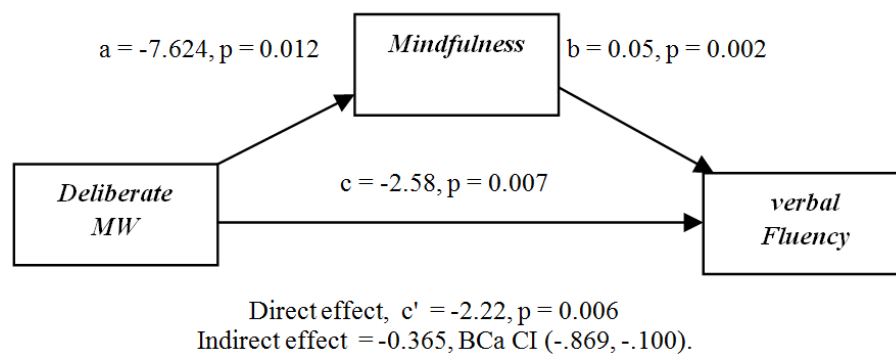 a = -7.624, p = 0.012
Mindfulness
b = 0.05, p = 0.002
Deliberate
MW
c = -2.58, p = 0.007
verbal
Fluency
Direct effect, c' = -2.22, p = 0.006
Indirect effect = -0.365, BCa CI (-.869, -.100).